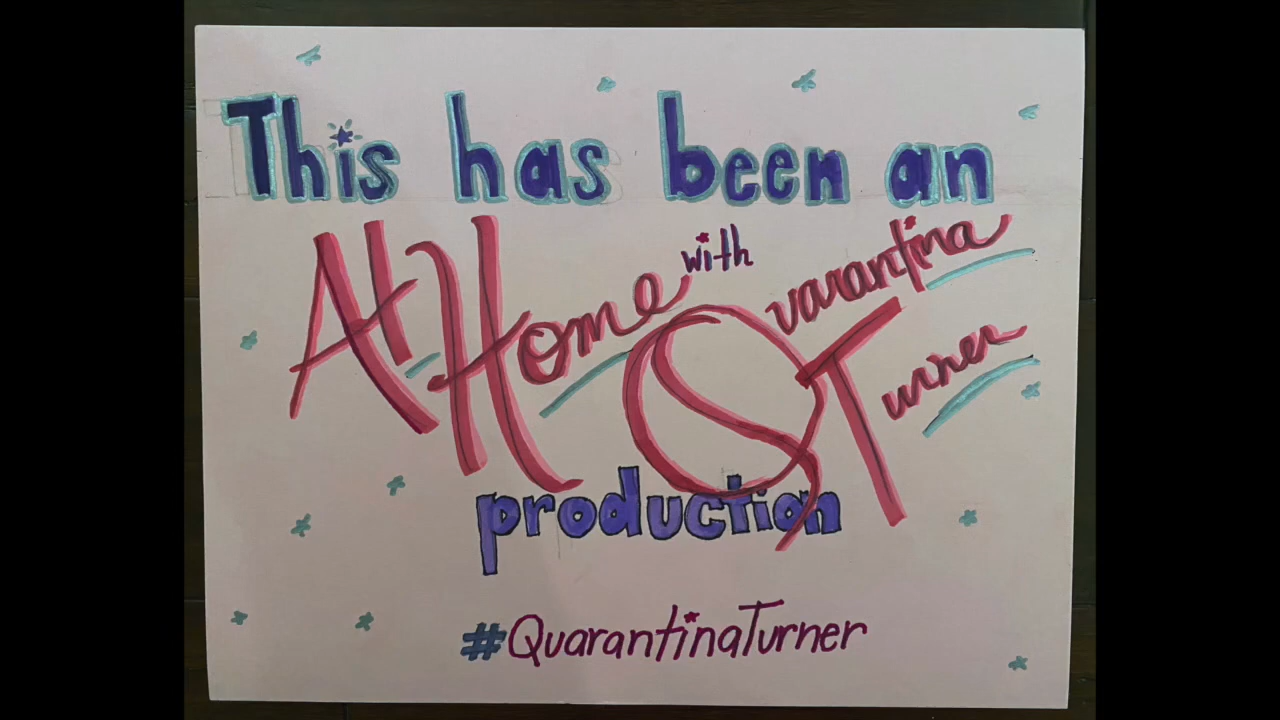 This has been an
At Home with Quarantina
Turner
production
#QuarantinaTurner